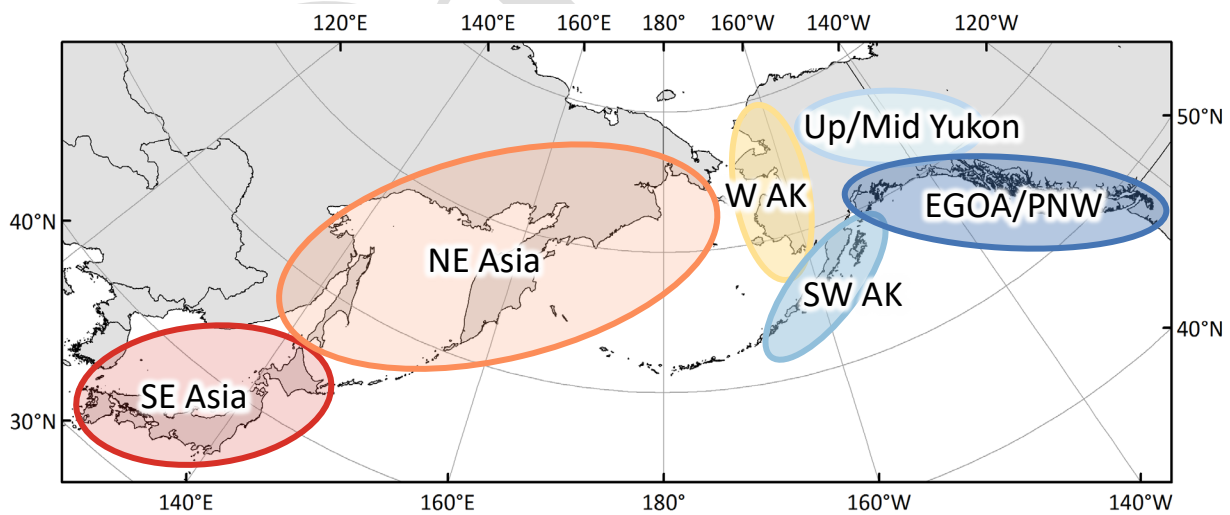 120°E 140°E 160°E 180° 160°W 140°W 120°W
50°N
Up/Mid Yukon
W AK
EGOA/PNW
40°N
NE Asia
SW AK
40°N
SE Asia
30°N
140°E 160°E 180° 160°W 140°W